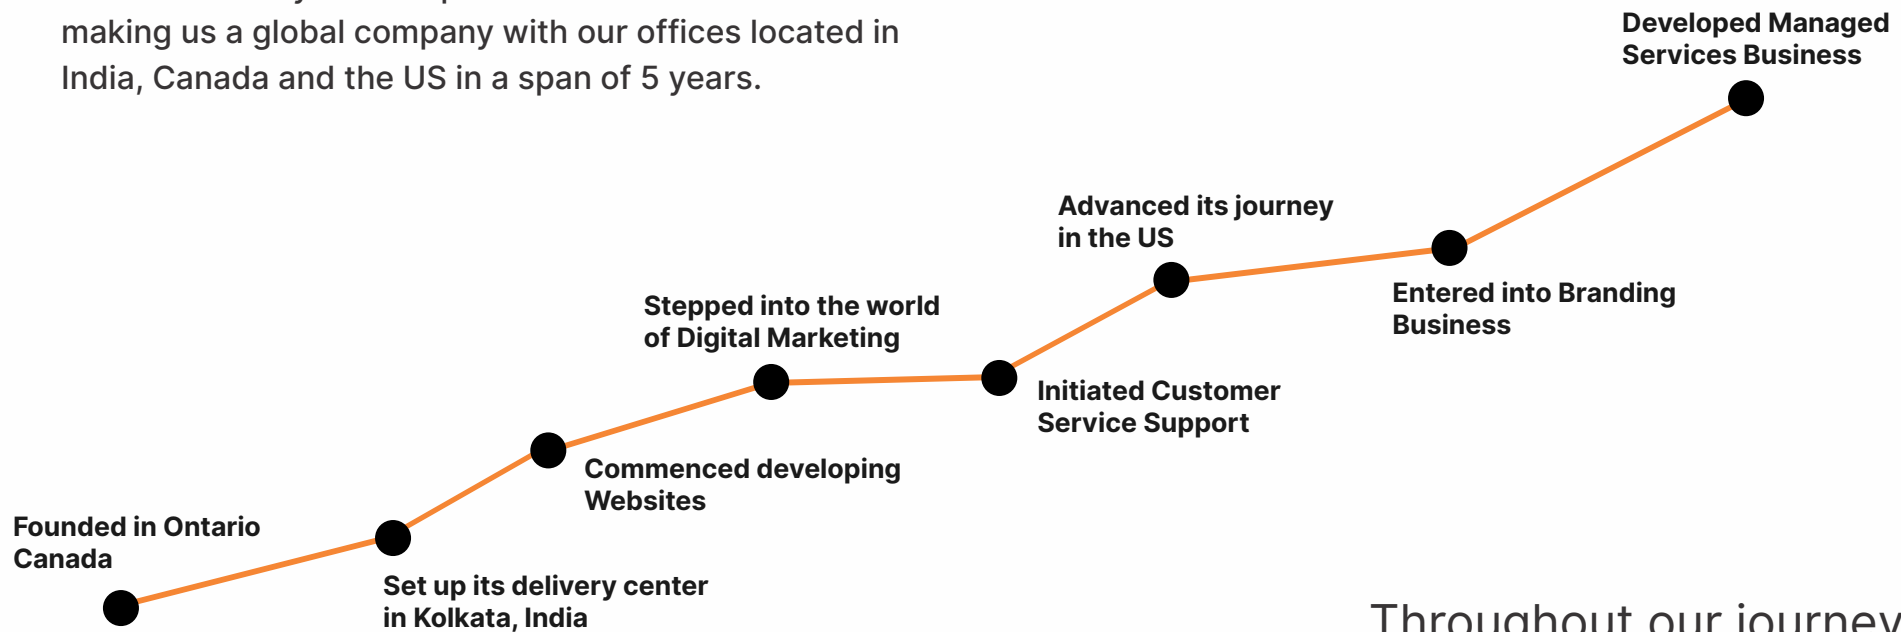 making us a global company with our offices located in
India, Canada and the US in a span of 5 years.
Developed Managed
Services Business
Advanced its journey
in the US
Entered into Branding
Business
Stepped into the world
of Digital Marketing
Initiated Customer
Service Support
Commenced developing
Websites
Founded in Ontario
Canada
Set up its delivery center
in Kolkata, India
Throughout our journey